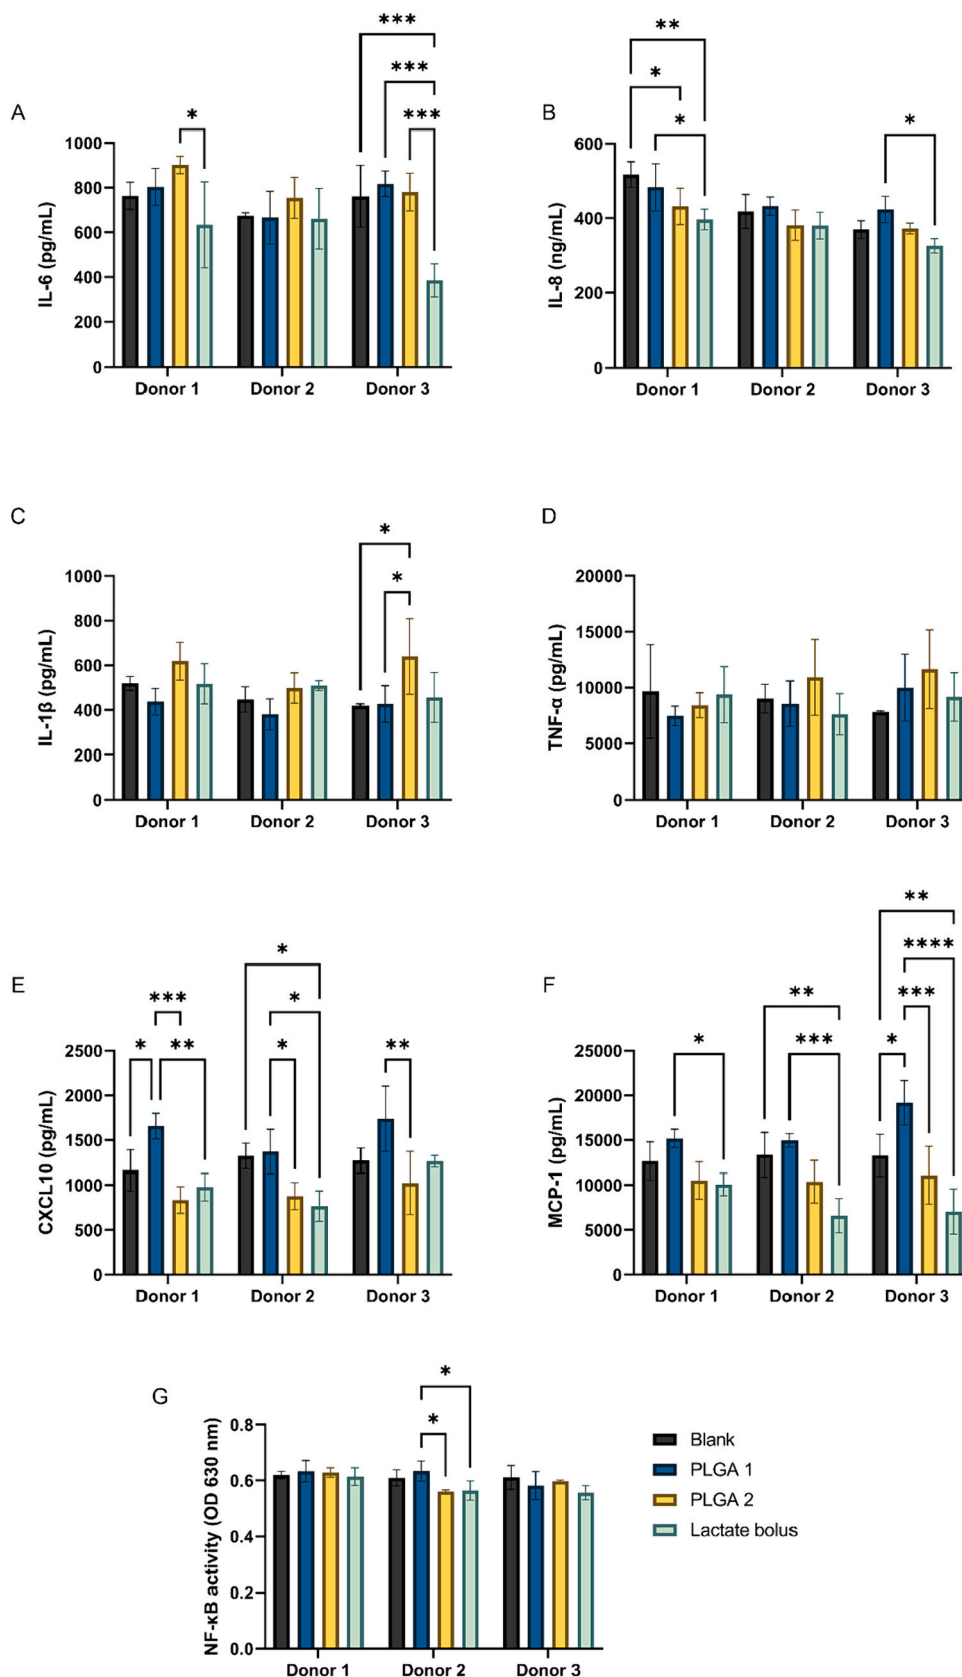 ***
***
***
*
A
IL-6 (pg/mL)
1000
800
600
400
200
0
Donor 1
Donor 2
Donor 3
**
*
*
*
B
IL-8 (ng/mL)
600
400
200
0
Donor 1
Donor 2
Donor 3
C
*
*
IL-1β (pg/mL)
1000
800
600
400
200
0
Donor 1
Donor 2
Donor 3
D
TNF-α (pg/mL)
20000
15000
10000
5000
0
Donor 1
Donor 2
Donor 3
E
*
***
*
*
**
*
**
CXCL10 (pg/mL)
2500
2000
1500
1000
500
0
Donor 1
Donor 2
Donor 3
F
**
****
**
***
*
***
*
MCP-1 (pg/mL)
25000
20000
15000
10000
5000
0
Donor 1
Donor 2
Donor 3
G
*
*
NF-κB activity (OD 630 nm)
0.8
0.6
0.4
0.2
0.0
Donor 1
Donor 2
Donor 3
Blank
PLGA 1
PLGA 2
Lactate bolus